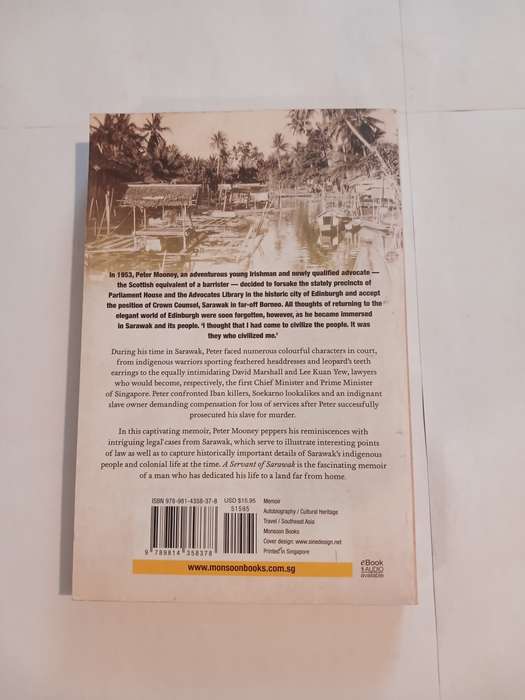 In 1953, Peter Mooney, an adventurous young Irishman and newly qualified advocate —
the Scottish equivalent of a barrister — decided to forsake the stately precincts of
Parliament House and the Advocates Library in the historic city of Edinburgh and accept
the position of Crown Counsel, Sarawak in far-off Borneo. All thoughts of returning to the
elegant world of Edinburgh were soon forgotten, however, as he became immersed
in Sarawak and its people. 'I thought that I had come to civilize the people. It was
they who civilized me.'
During his time in Sarawak, Peter faced numerous colourful characters in court,
from indigenous warriors sporting feathered headdresses and leopard's teeth
earrings to the equally intimidating David Marshall and Lee Kuan Yew, lawyers
who would become, respectively, the first Chief Minister and Prime Minister
of Singapore. Peter confronted Iban killers, Soekarno lookalikes and an indignant
slave owner demanding compensation for loss of services after Peter successfully
prosecuted his slave for murder.
In this captivating memoir, Peter Mooney peppers his reminiscences with
intriguing legal cases from Sarawak, which serve to illustrate interesting points
of law as well as to capture historically important details of Sarawak's indigenous
people and colonial life at the time. A Servant of Sarawak is the fascinating memoir
of a man who has dedicated his life to a land far from home.
ISBN 978-981-4358-37-8
USD $15.95
51595
9 789814 358378
Memoir
Autobiography / Cultural Heritage
Travel / Southeast Asia
Monsoon Books
Cover design: www.sinedesign.net
Printed in Singapore
www.monsoonbooks.com.sg
eBook
& AUDIO
available